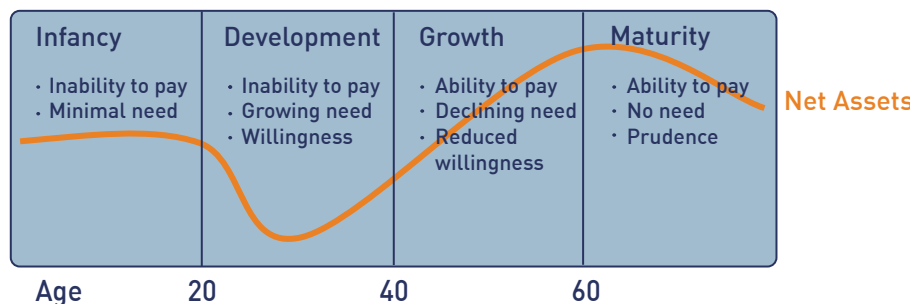 Infancy
· Inability to pay
· Minimal need
Development
· Inability to pay
· Growing need
· Willingness
Growth
· Ability to pay
· Declining need
· Reduced
willingness
Maturity
· Ability to pay
· No need
· Prudence
Net Assets
Age 20 40 60